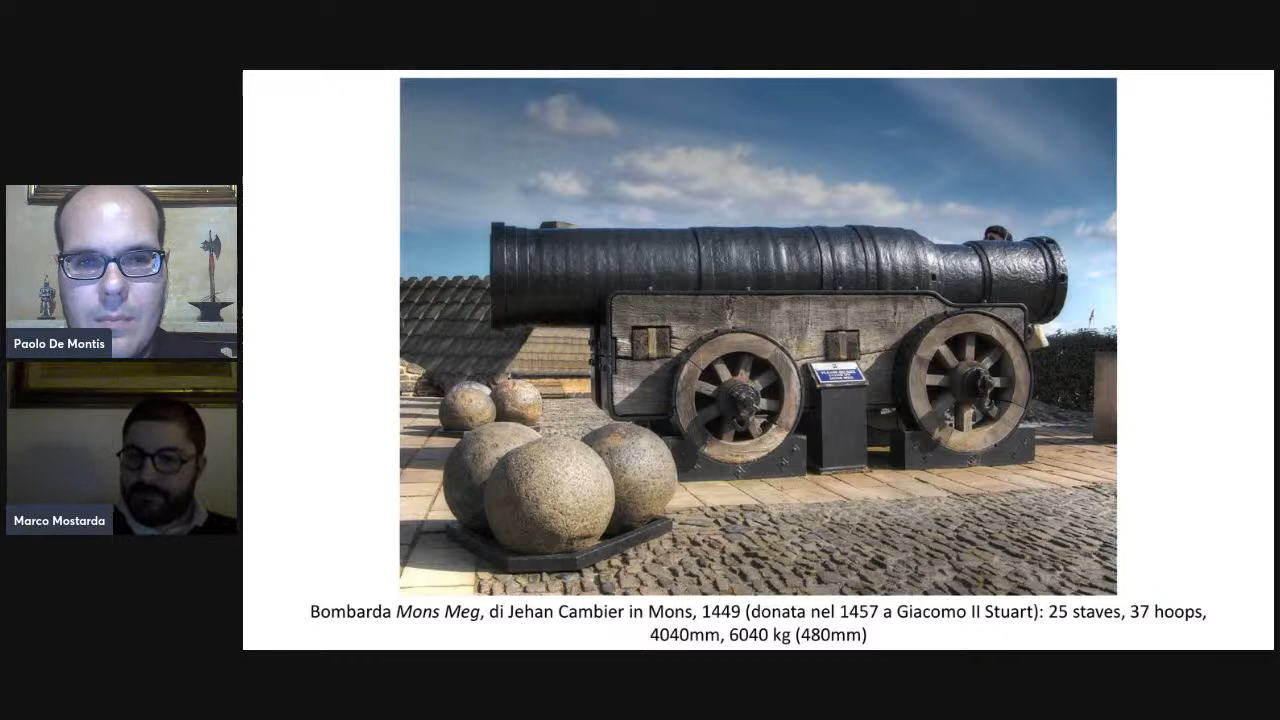 Paolo De Montis
Marco Mostarda
Bombarda Mons Meg, di Jehan Cambier in Mons, 1449 (donata nel 1457 a Giacomo II Stuart): 25 staves, 37 hoops,
4040mm, 6040 kg (480mm)